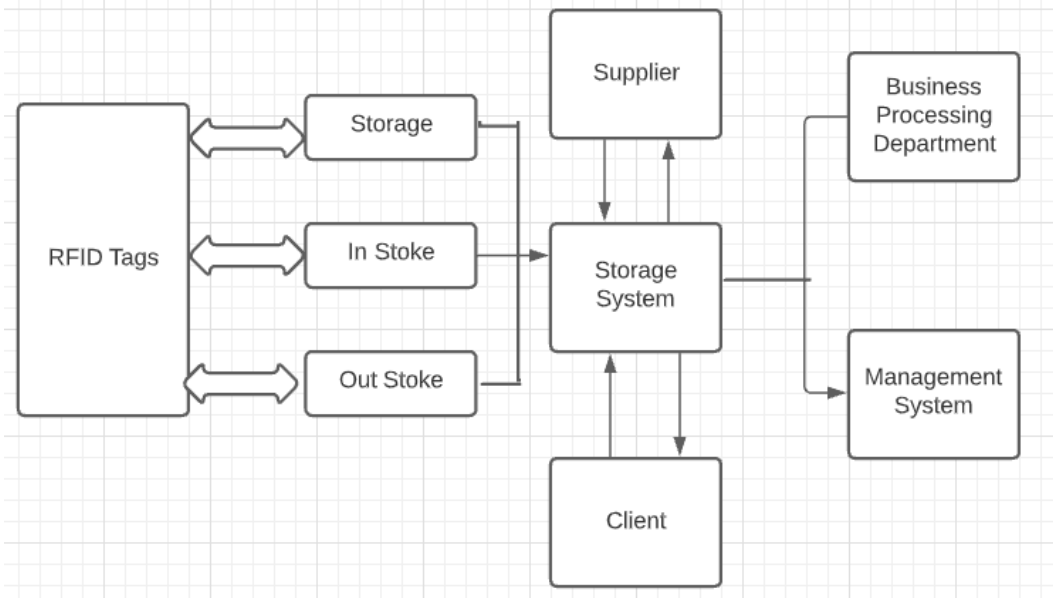 Supplier
Business
Processing
Department
Storage
RFID Tags
In Stoke
Storage
System
Out Stoke
Management
System
Client